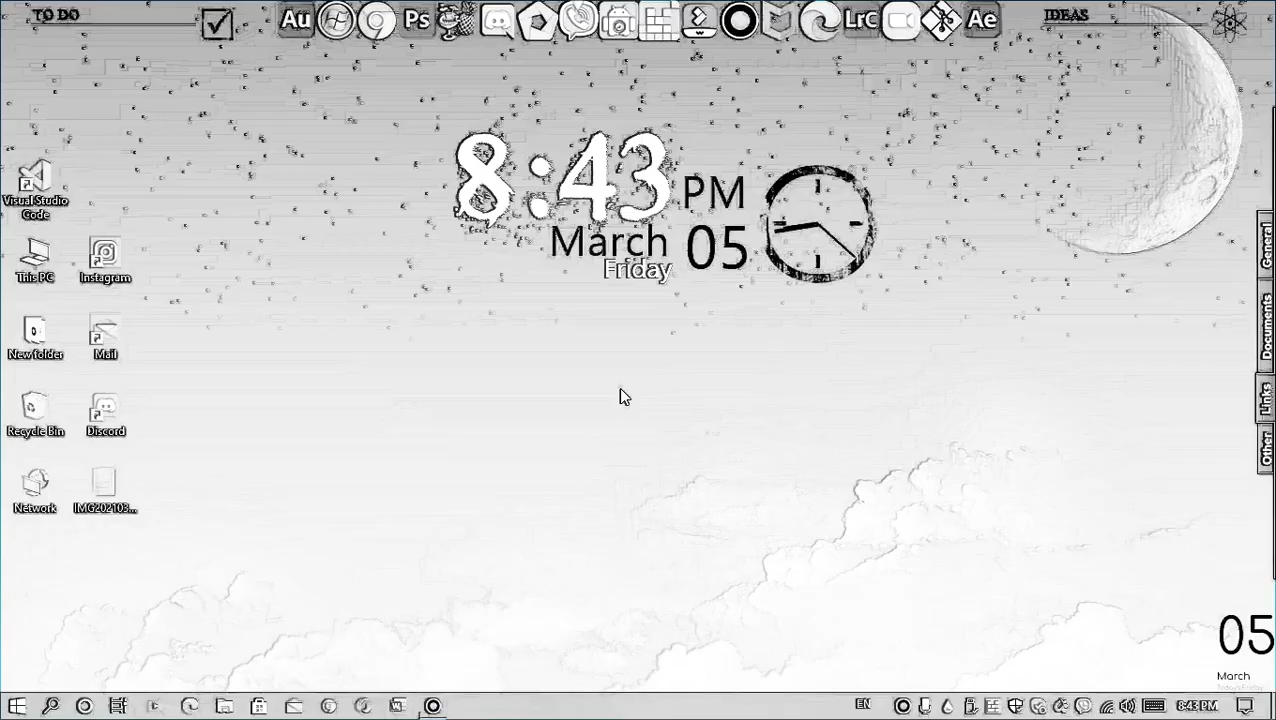 TO DO
Au
Ps
Lrc
Ae
IDEAS
8:43
PM
March
05
Friday
Visual Studio
Code
This PC
Instagram
New folder
Mail
Recycle Bin
Discord
Network
IMG202103...
General
Documents
Links
Other
05
March
EN
8:43 PM